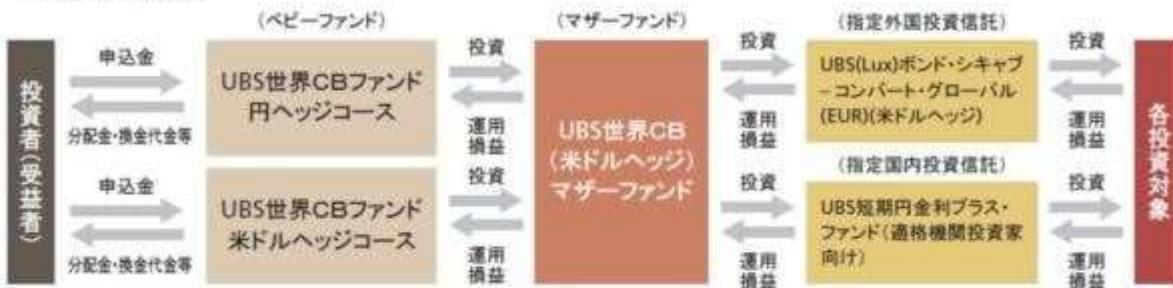 (ベビーファンド)
(マザーファンド)
(指定外国投資信託)
投資者(受益者)
申込金
分配金・換金代金等
申込金
分配金・換金代金等
UBS世界CBファンド
円ヘッジコース
UBS世界CBファンド
米ドルヘッジコース
投資
運用
損益
投資
運用
損益
UBS世界CB
(米ドルヘッジ)
マザーファンド
投資
運用
損益
投資
運用
損益
UBS(Lux)ボンド・シキャブ
–コンバート・グローバル
(EUR)(米ドルヘッジ)
(指定国内投資信託)
UBS短期円金利プラス・
ファンド(適格機関投資家
向け)
投資
運用
損益
投資
運用
損益
各投資対象